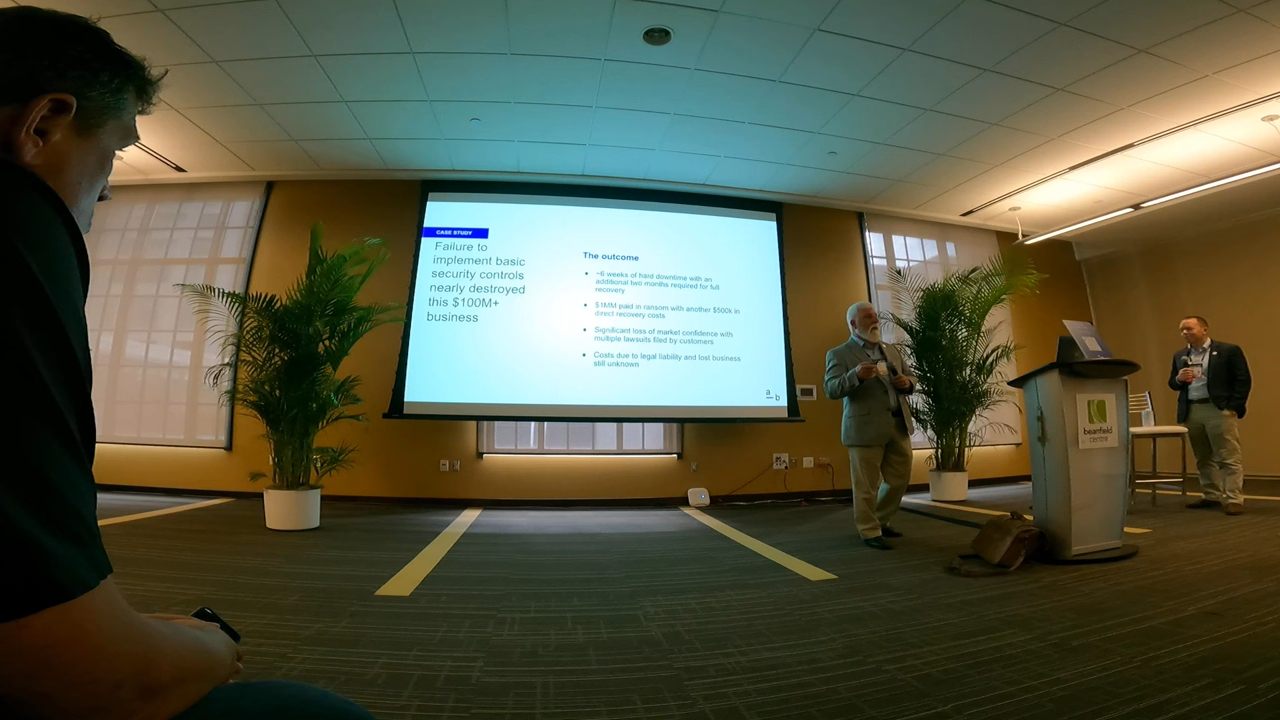 CASE STUDY
Failure to
implement basic
security controls
nearly destroyed
this $100M+
business
The outcome
~6 weeks of hard downtime with an
additional two months required for full
recovery
$1MM paid in ransom with another $500k in
direct recovery costs
Significant loss of market confidence with
multiple lawsuits filed by customers
Costs due to legal liability and lost business
still unknown
a
b
beanfield
centre